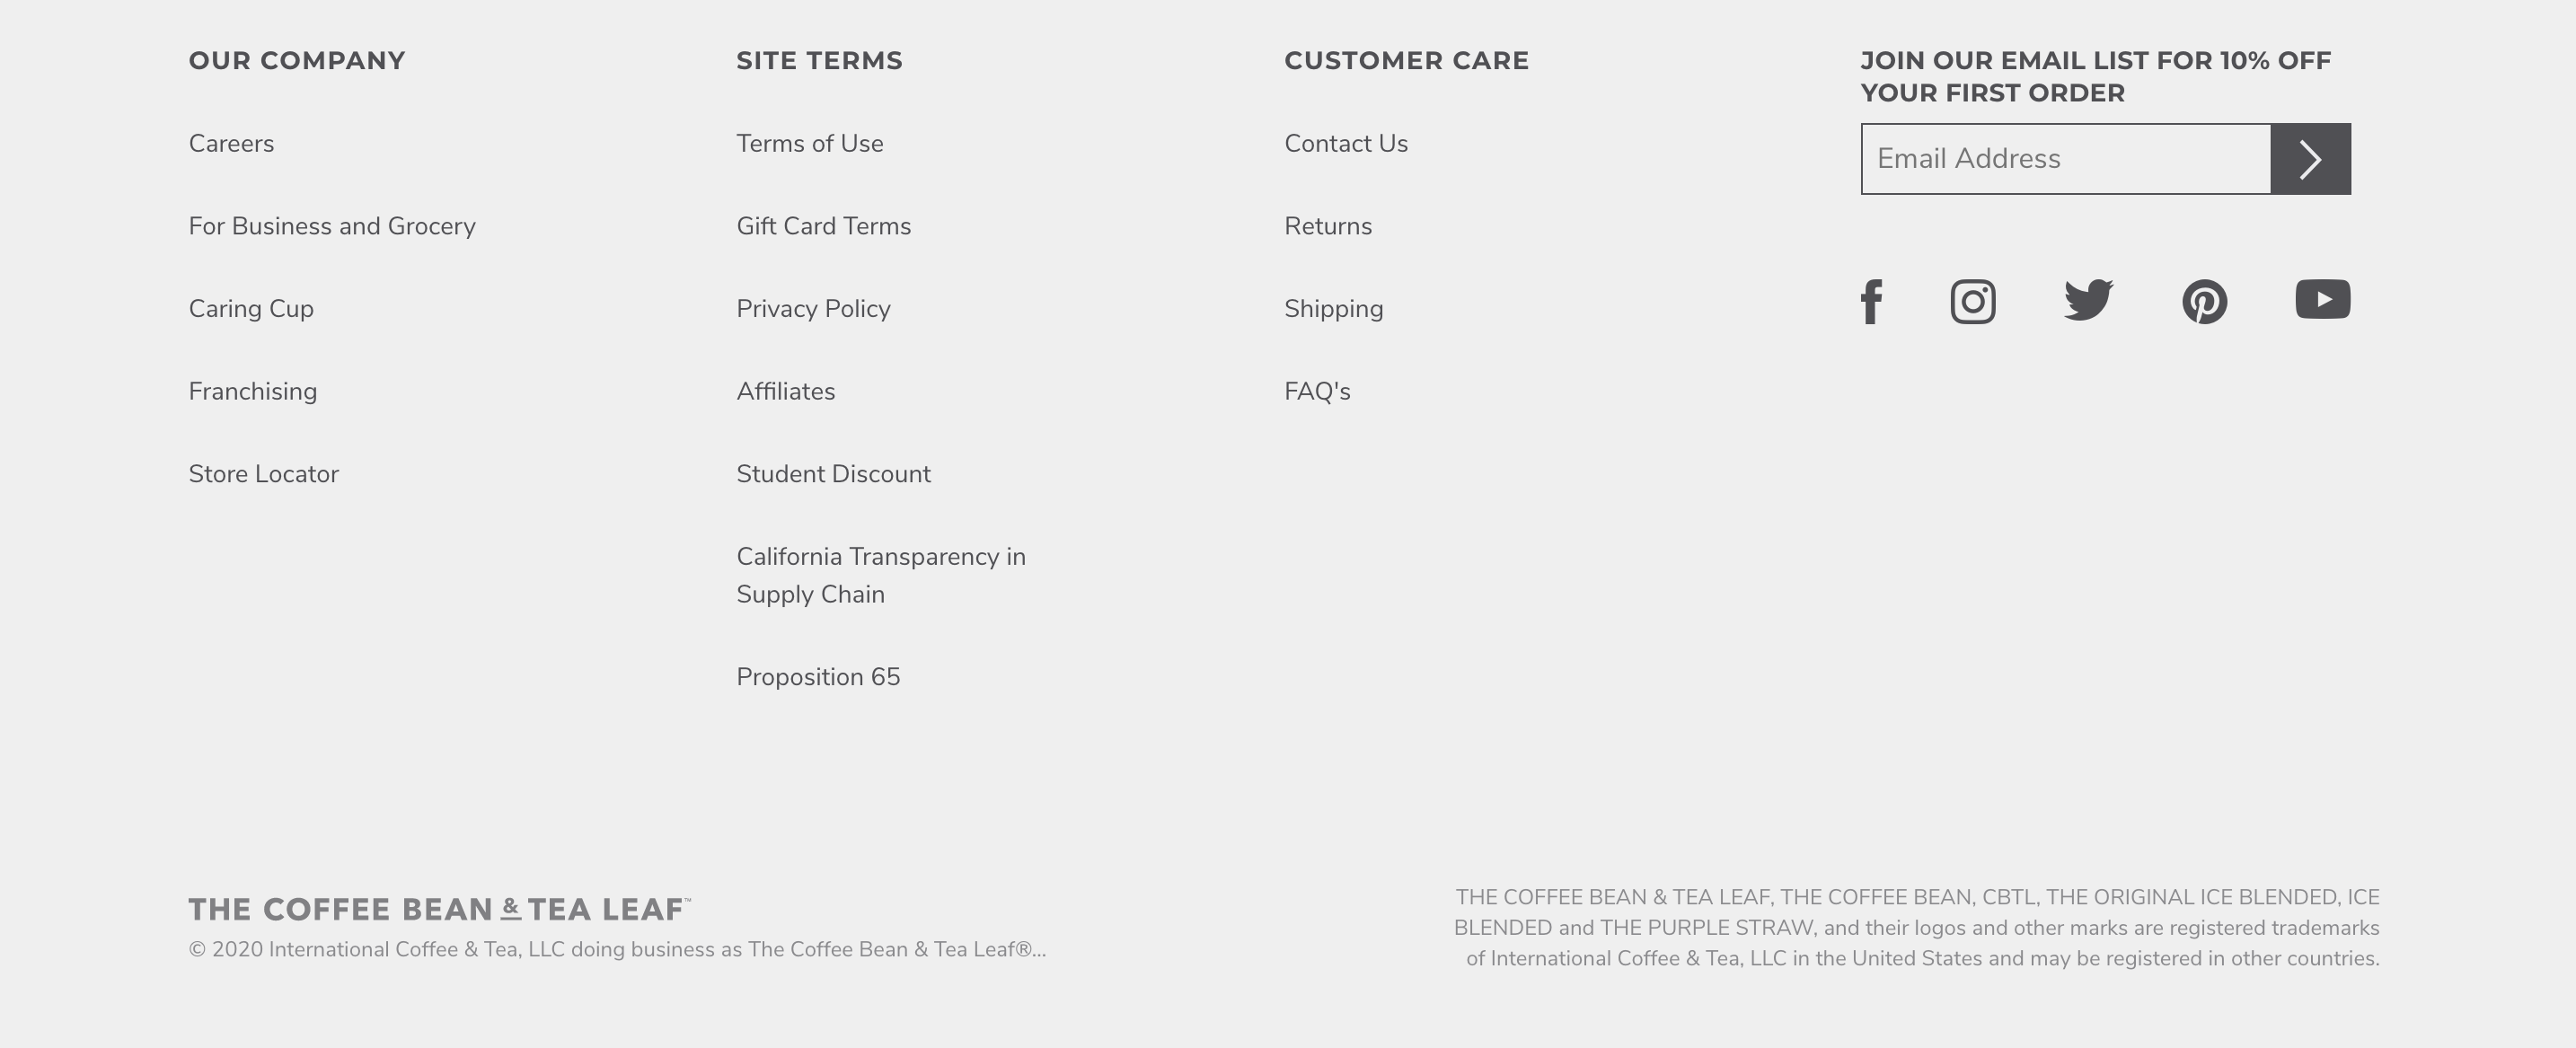 OUR COMPANY
Careers
For Business and Grocery
Caring Cup
Franchising
Store Locator
SITE TERMS
Terms of Use
Gift Card Terms
Privacy Policy
Affiliates
Student Discount
California Transparency in
Supply Chain
Proposition 65
CUSTOMER CARE
Contact Us
Returns
Shipping
FAQ's
JOIN OUR EMAIL LIST FOR 10% OFF
YOUR FIRST ORDER
Email Address
THE COFFEE BEAN & TEA LEAF™
© 2020 International Coffee & Tea, LLC doing business as The Coffee Bean & Tea Leaf®...
THE COFFEE BEAN & TEA LEAF, THE COFFEE BEAN, CBTL, THE ORIGINAL ICE BLENDED, ICE
BLENDED and THE PURPLE STRAW, and their logos and other marks are registered trademarks
of International Coffee & Tea, LLC in the United States and may be registered in other countries.